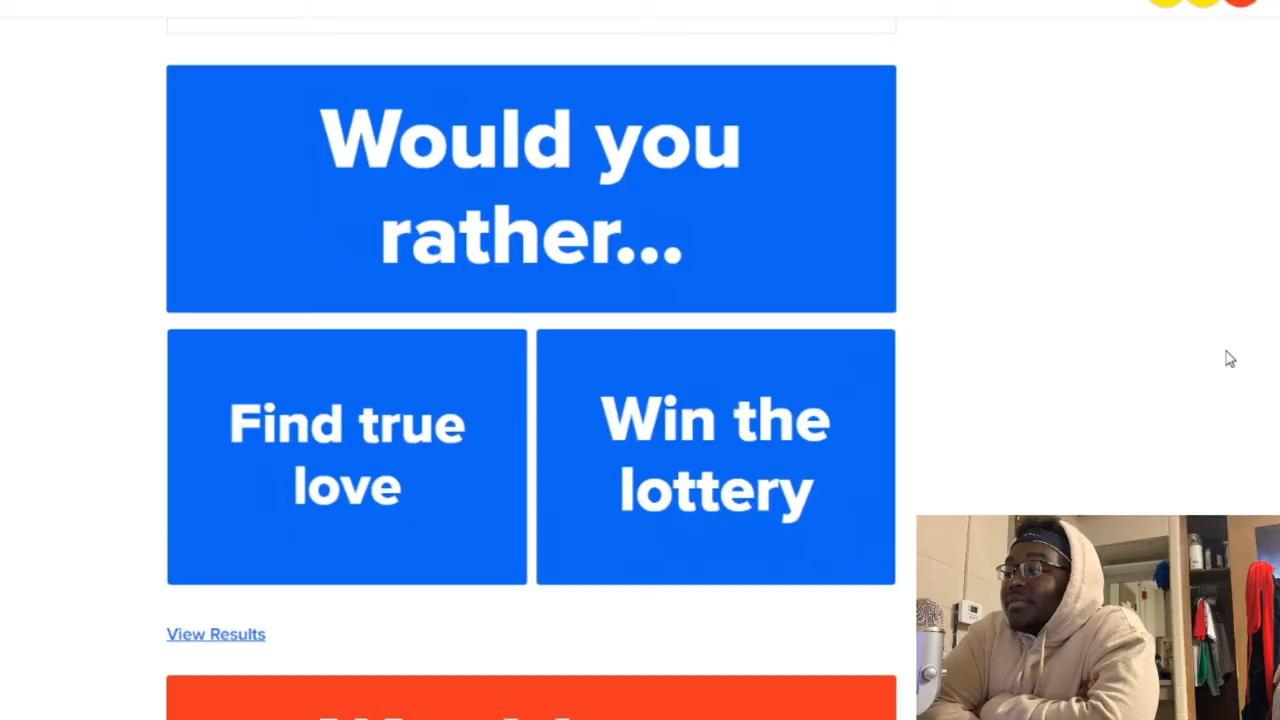 Would you
rather...
Find true
love
Win the
lottery
View Results